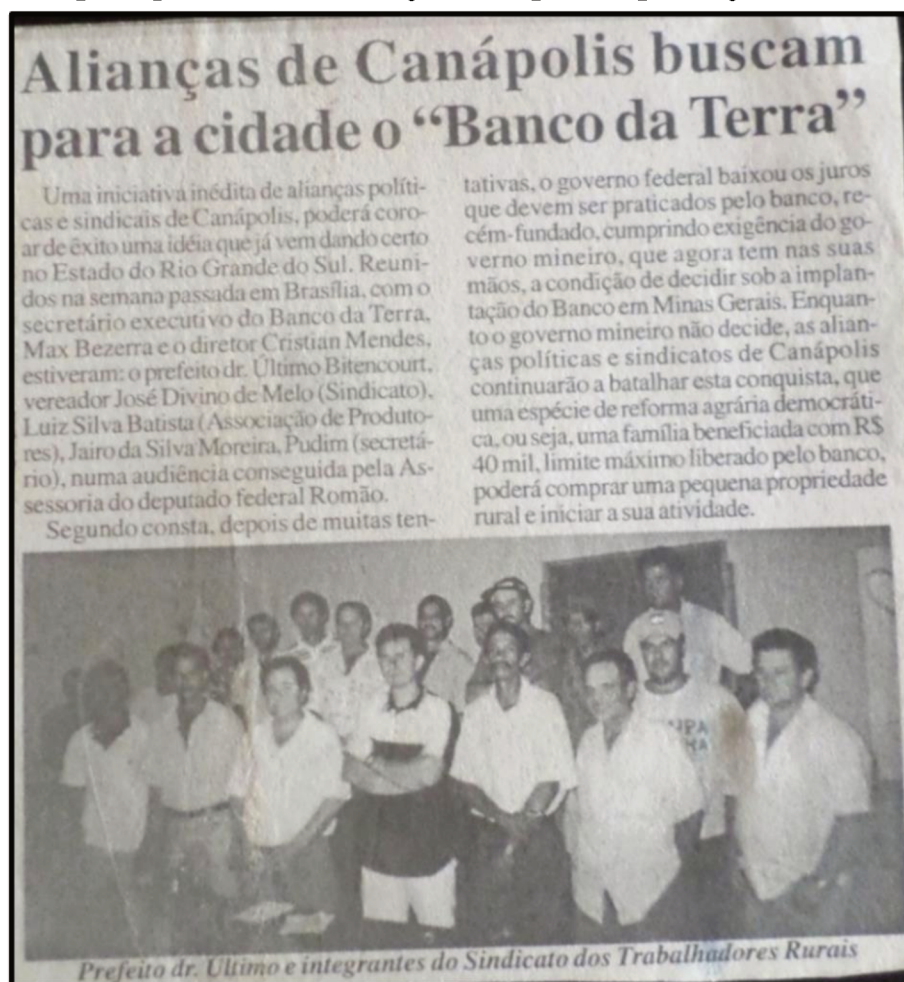 Alianças de Canápolis buscam
para a cidade o “Banco da Terra”
Uma iniciativa inédita de alianças políti-
cas e sindicais de Canápolis, poderá coro-
ar de êxito uma idéia que já vem dando certo
no Estado do Rio Grande do Sul. Reuni-
dos na semana passada em Brasília, com o
secretário executivo do Banco da Terra,
Max Bezerra e o diretor Cristian Mendes,
estiveram: o prefeito dr. Último Bitencourt,
vereador José Divino de Melo (Sindicato),
Luiz Silva Batista (Associação de Produto-
res), Jairo da Silva Moreira, Pudim (secretá-
rio), numa audiência conseguida pela As-
sessoria do deputado federal Romão.
Segundo consta, depois de muitas ten-
tativas, o governo federal baixou os juros
que devem ser praticados pelo banco, re-
cém-fundado, cumprindo exigência do go-
verno mineiro, que agora tem nas suas
mãos, a condição de decidir sob a implan-
tação do Banco em Minas Gerais. Enquan-
to o governo mineiro não decide, as alian-
ças políticas e sindicatos de Canápolis
continuarão a batalhar esta conquista, que
uma espécie de reforma agrária democráti-
ca, ou seja, uma família beneficiada com R$
40 mil, limite máximo liberado pelo banco,
poderá comprar uma pequena propriedade
rural e iniciar a sua atividade.
Prefeito dr. Ultimo e integrantes do Sindicato dos Trabalhadores Rurais